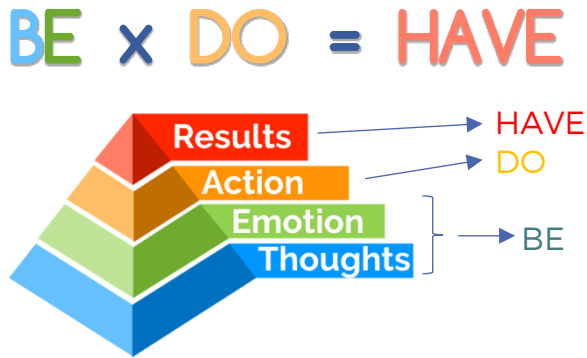 BE x DO = HAVE
Results
HAVE
Action
DO
Emotion
Thoughts
BE